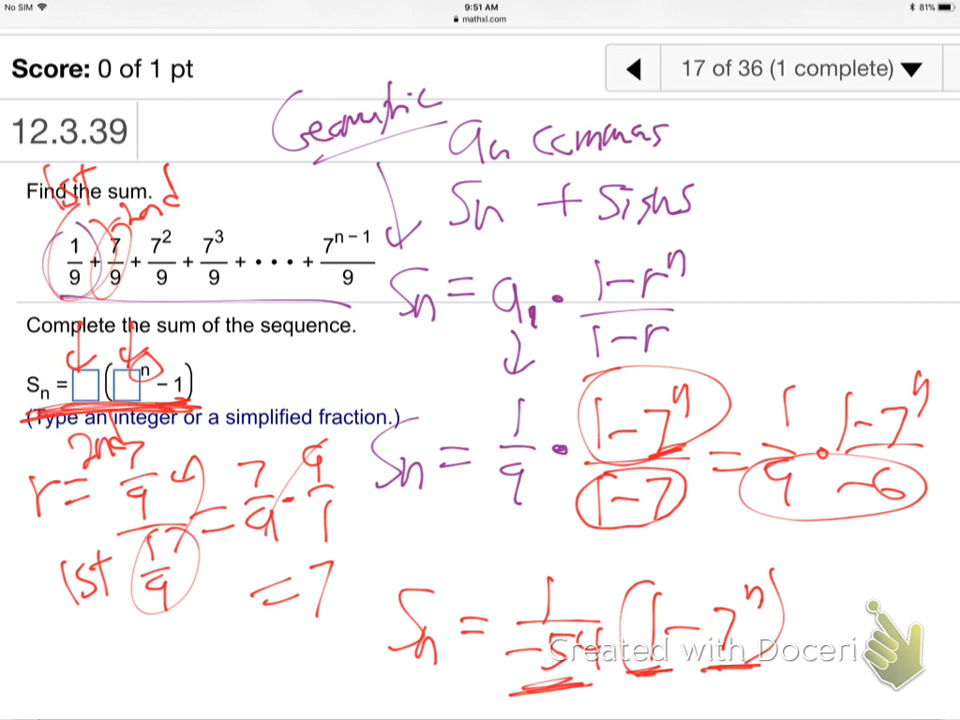 No SIM 9:51 AM 81%
mathxl.com
Score: 0 of 1 pt
17 of 36 (1 complete)
12.3.39
Geometric
an commas
Sn + signs
Find the sum.
1st 2nd
1/9 + 7/9 + 7²/9 + 7³/9 + • • • + 7ⁿ⁻¹/9
Sn = a₁ • (1-rⁿ)/(1-r)
Complete the sum of the sequence.
Sₙ = □(□ⁿ − 1)
(Type an integer or a simplified fraction.)
Sn = 1/9 • (1-7ⁿ)/(1-7) = 1/9 • (1-7ⁿ)/-6
r = 2nd 7/9
1st 1/9
= 7/9 • 9/1
= 7
Sn = 1/-54 (1-7ⁿ)
Created with Doceri